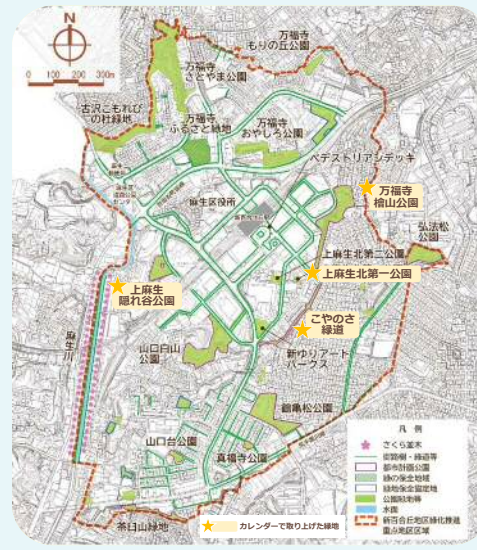 N
0 100 200 300m
万福寺
もりの丘公園
万福寺
さとやま公園
古沢こもれび
の杜緑地
万福寺
ふるさと緑地
万福寺
おやしろ公園
ペデストリアンデッキ
麻生区役所
万福寺
檜山公園
弘法松
公園
上麻生北第二公園
上麻生北第一公園
上麻生
隠れ谷公園
こやのさ
緑道
麻生川
山口白山
公園
新ゆりアート
パークス
鶴亀松公園
山口台公園
真福寺公園
茶臼山緑地
カレンダーで取り上げた緑地
凡 例
さくら並木
街路樹・緑道等
都市計画公園
緑の保全地域
緑地保全協定地
公園緑地等
水面
新百合丘地区緑化推進
重点地区区域